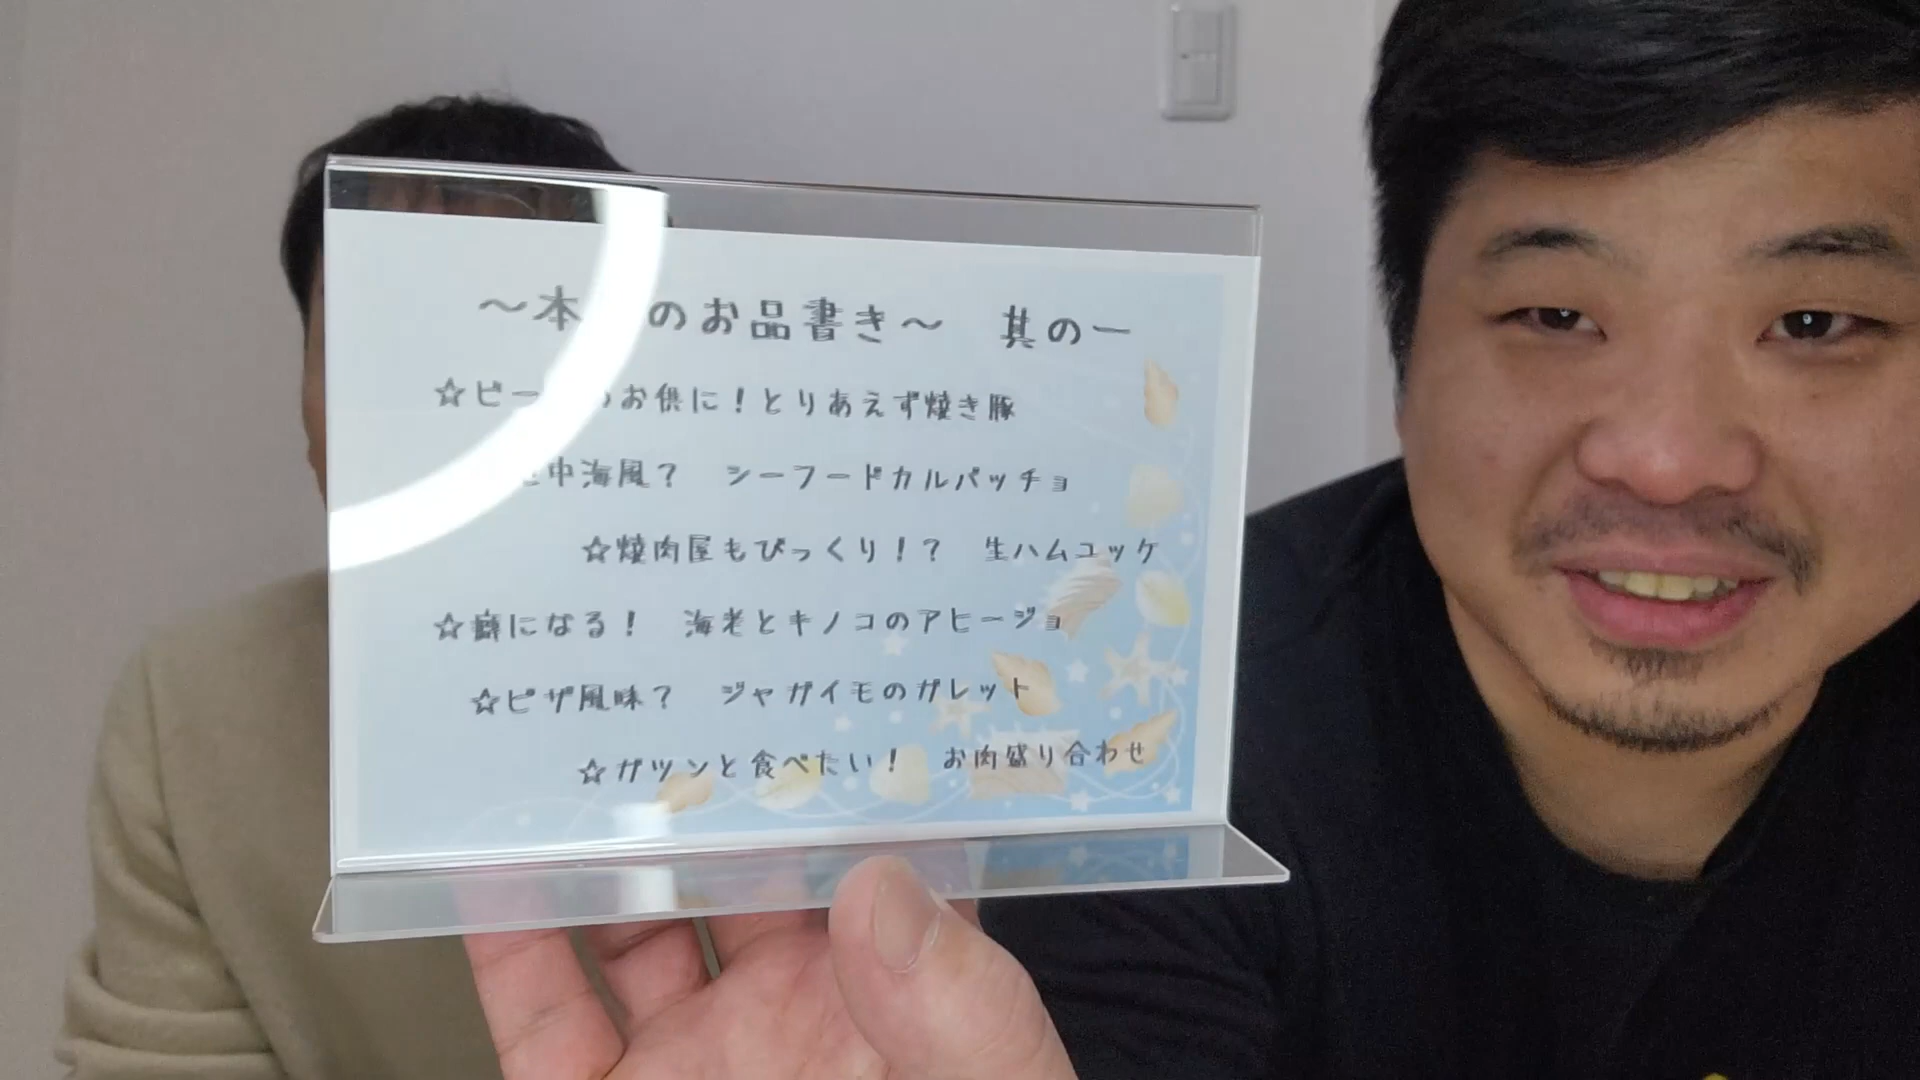 ～本 のお品書き～　其の一
☆ビー お供に！とりあえず焼き豚
中海風？　シーフードカルパッチョ
☆焼肉屋もびっくり！？　生ハムユッケ
☆癖になる！　海老とキノコのアヒージョ
☆ピザ風味？　ジャガイモのガレット
☆ガツンと食べたい！　お肉盛り合わせ